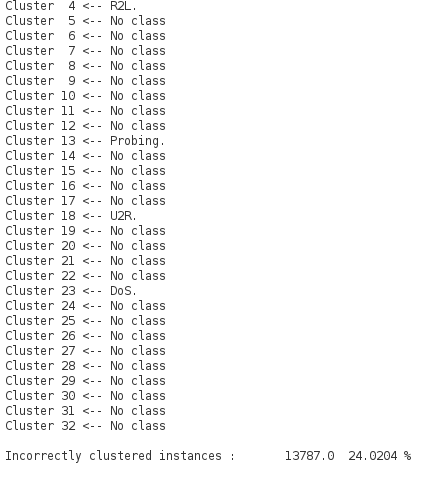 Cluster  4 <-- R2L.
Cluster  5 <-- No class
Cluster  6 <-- No class
Cluster  7 <-- No class
Cluster  8 <-- No class
Cluster  9 <-- No class
Cluster 10 <-- No class
Cluster 11 <-- No class
Cluster 12 <-- No class
Cluster 13 <-- Probing.
Cluster 14 <-- No class
Cluster 15 <-- No class
Cluster 16 <-- No class
Cluster 17 <-- No class
Cluster 18 <-- U2R.
Cluster 19 <-- No class
Cluster 20 <-- No class
Cluster 21 <-- No class
Cluster 22 <-- No class
Cluster 23 <-- DoS.
Cluster 24 <-- No class
Cluster 25 <-- No class
Cluster 26 <-- No class
Cluster 27 <-- No class
Cluster 28 <-- No class
Cluster 29 <-- No class
Cluster 30 <-- No class
Cluster 31 <-- No class
Cluster 32 <-- No class
Incorrectly clustered instances :       13787.0  24.0204 %